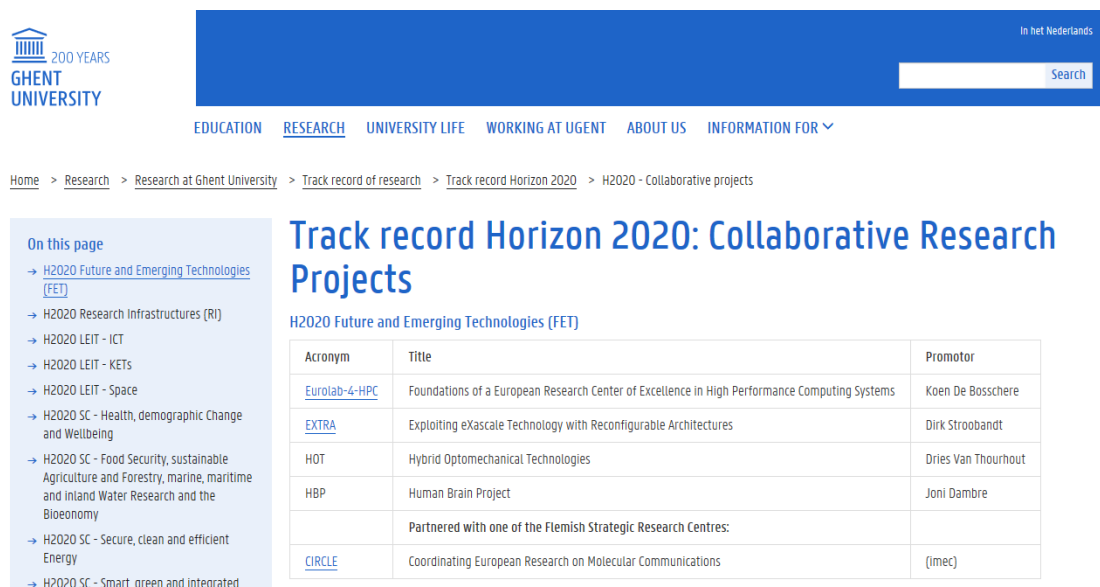 In het Nederlands
200 YEARS
GHENT
UNIVERSITY
Search
EDUCATION RESEARCH UNIVERSITY LIFE WORKING AT UGENT ABOUT US INFORMATION FOR
Home > Research > Research at Ghent University > Track record of research > Track record Horizon 2020 > H2020 - Collaborative projects
On this page
→ H2020 Future and Emerging Technologies
(FET)
→ H2020 Research Infrastructures (RI)
→ H2020 LEIT - ICT
→ H2020 LEIT - KETs
→ H2020 LEIT - Space
→ H2020 SC - Health, demographic Change
and Wellbeing
→ H2020 SC - Food Security, sustainable
Agriculture and Forestry, marine, maritime
and inland Water Research and the
Bioeconomy
→ H2020 SC - Secure, clean and efficient
Energy
→ H2020 SC - Smart, green and integrated
Track record Horizon 2020: Collaborative Research
Projects
H2020 Future and Emerging Technologies (FET)
Acronym Title Promotor
Eurolab-4-HPC Foundations of a European Research Center of Excellence in High Performance Computing Systems Koen De Bosschere
EXTRA Exploiting eXascale Technology with Reconfigurable Architectures Dirk Stroobandt
HOT Hybrid Optomechanical Technologies Dries Van Thourhout
HBP Human Brain Project Joni Dambre
Partnered with one of the Flemish Strategic Research Centres:
CIRCLE Coordinating European Research on Molecular Communications (imec)